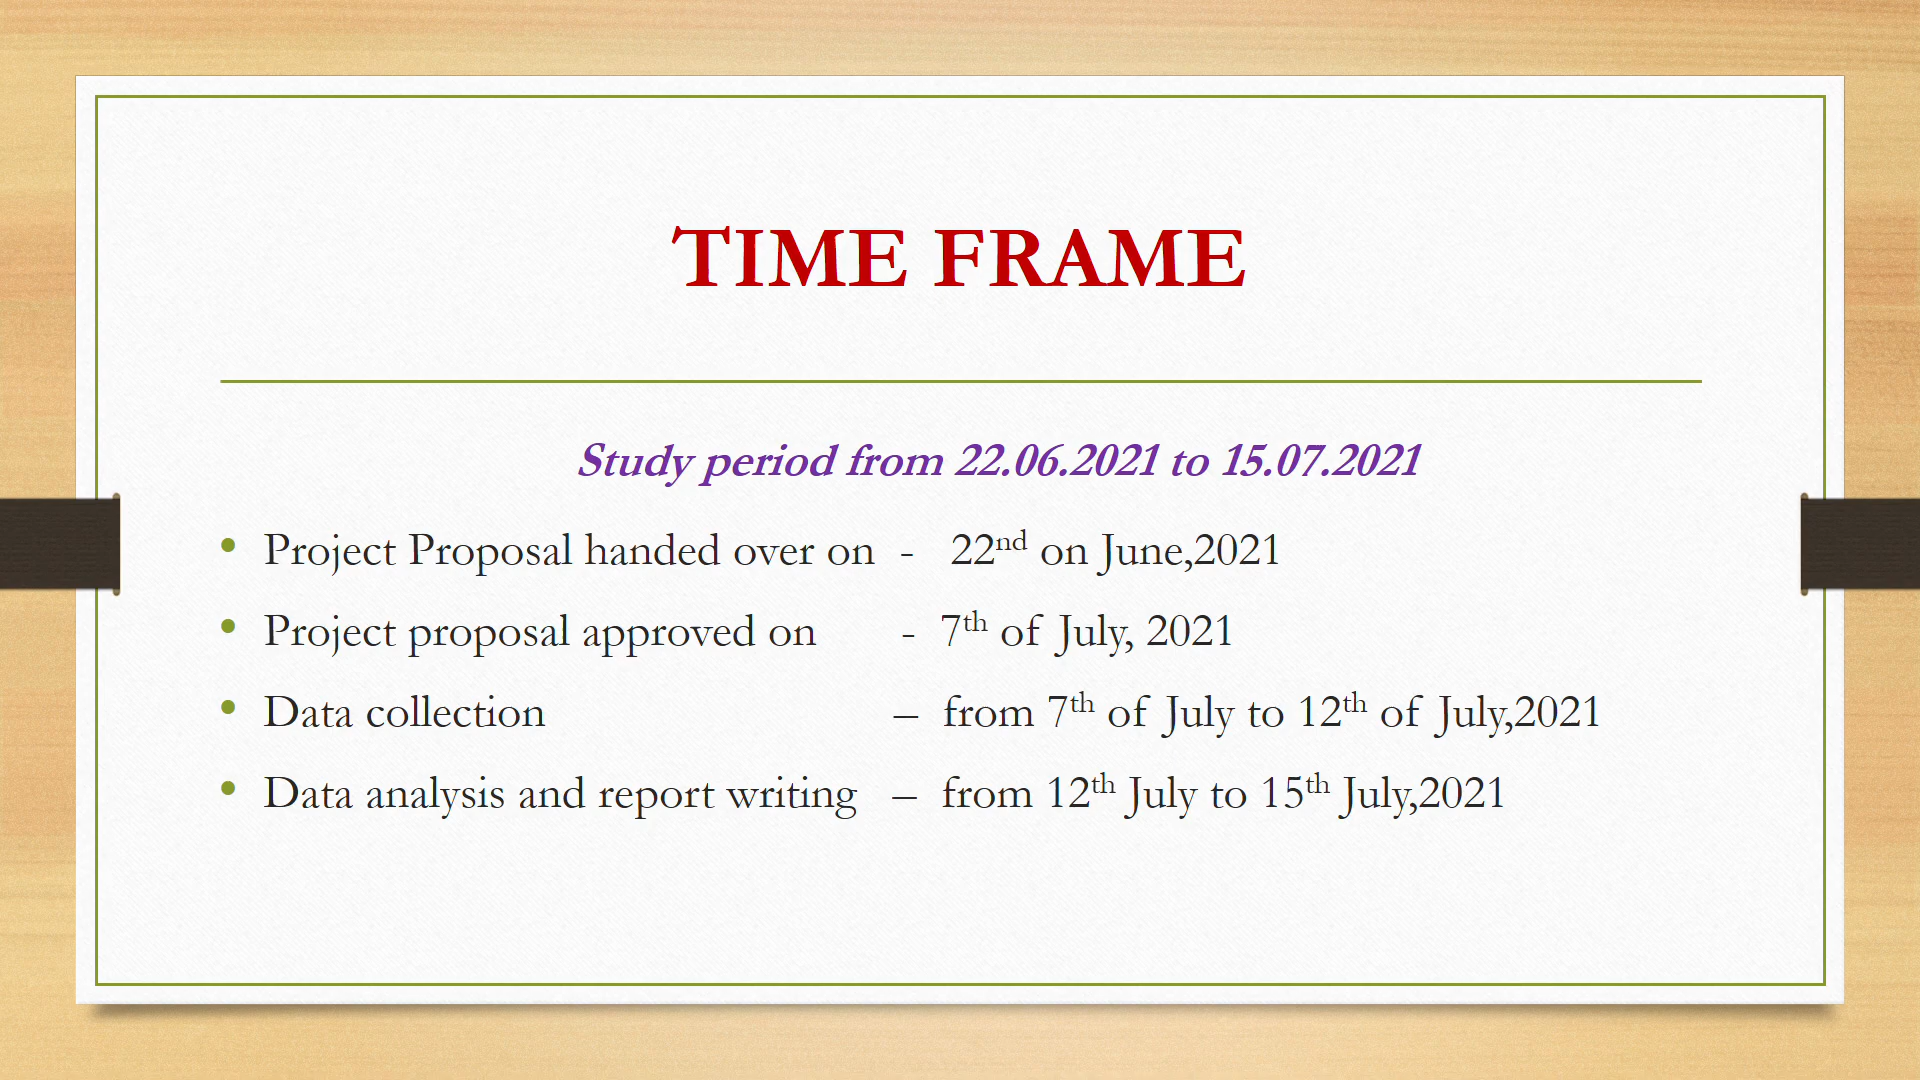 TIME FRAME
Study period from 22.06.2021 to 15.07.2021
• Project Proposal handed over on - 22nd on June,2021
• Project proposal approved on - 7th of July, 2021
• Data collection – from 7th of July to 12th of July,2021
• Data analysis and report writing – from 12th July to 15th July,2021